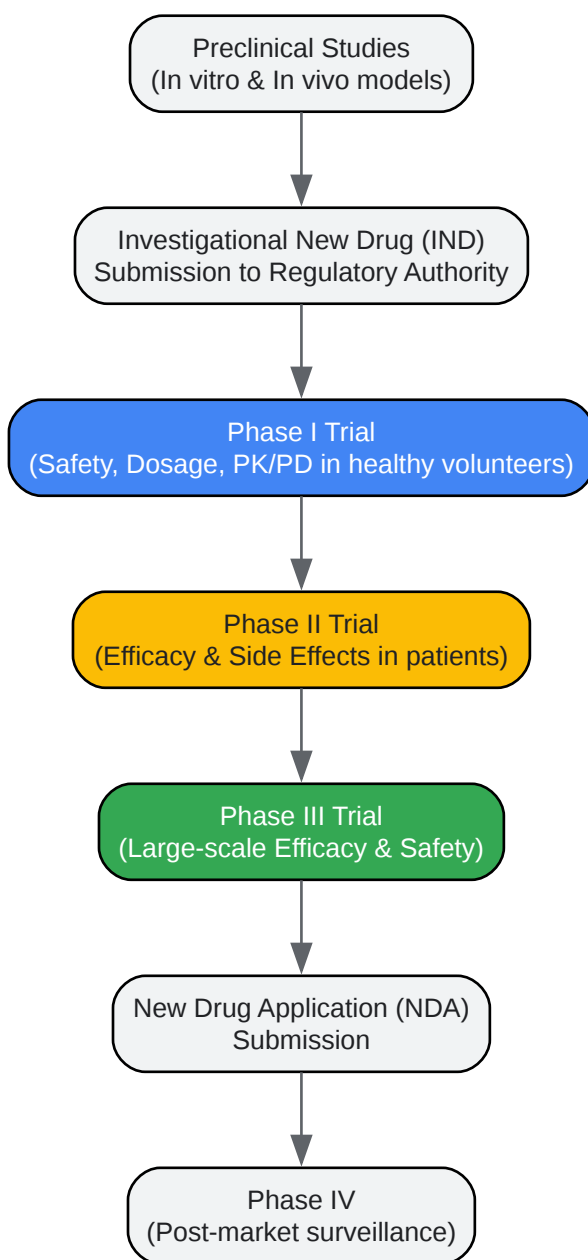 Preclinical Studies
(In vitro & In vivo models)
Investigational New Drug (IND)
Submission to Regulatory Authority
Phase I Trial
(Safety, Dosage, PK/PD in healthy volunteers)
Phase II Trial
(Efficacy & Side Effects in patients)
Phase III Trial
(Large-scale Efficacy & Safety)
New Drug Application (NDA)
Submission
Phase IV
(Post-market surveillance)